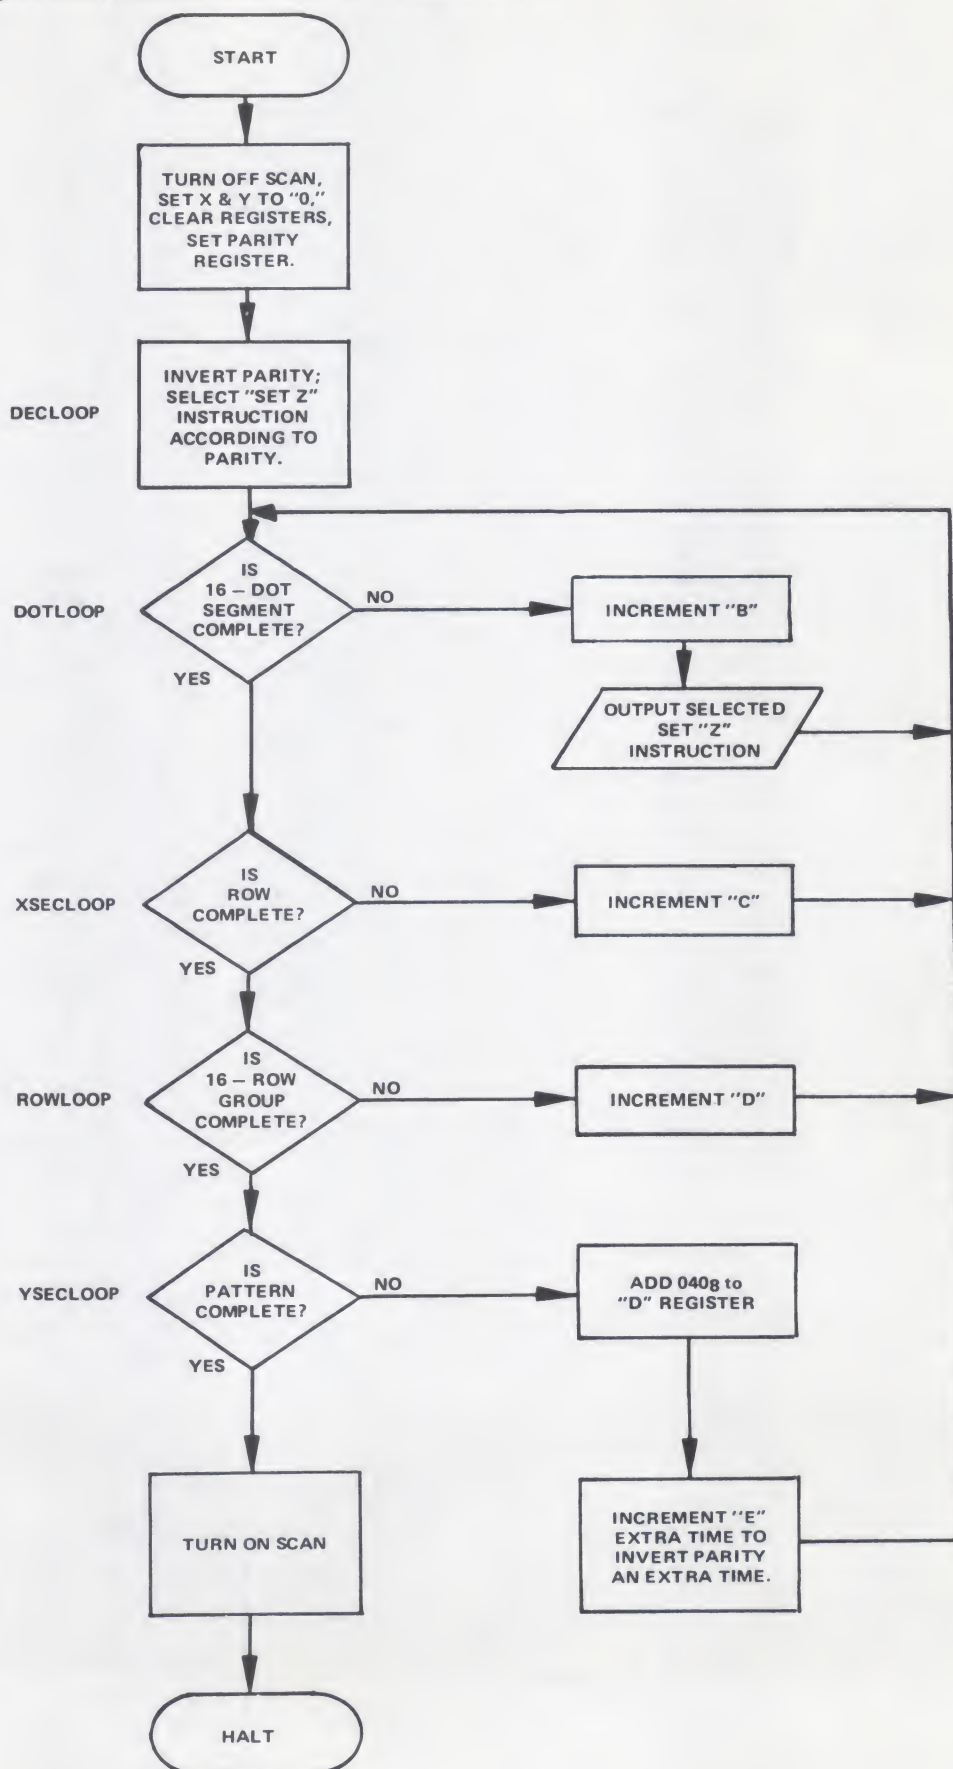 START
TURN OFF SCAN,
SET X & Y TO "0,"
CLEAR REGISTERS,
SET PARITY
REGISTER.
DECLOOP
INVERT PARITY;
SELECT "SET Z"
INSTRUCTION
ACCORDING TO
PARITY.
DOTLOOP
IS
16 – DOT
SEGMENT
COMPLETE?
NO
YES
INCREMENT "B"
OUTPUT SELECTED
SET "Z"
INSTRUCTION
XSECLOOP
IS
ROW
COMPLETE?
NO
YES
INCREMENT "C"
ROWLOOP
IS
16 – ROW
GROUP
COMPLETE?
NO
YES
INCREMENT "D"
YSECLOOP
IS
PATTERN
COMPLETE?
NO
YES
ADD 0408 to
"D" REGISTER
INCREMENT "E"
EXTRA TIME TO
INVERT PARITY
AN EXTRA TIME.
TURN ON SCAN
HALT